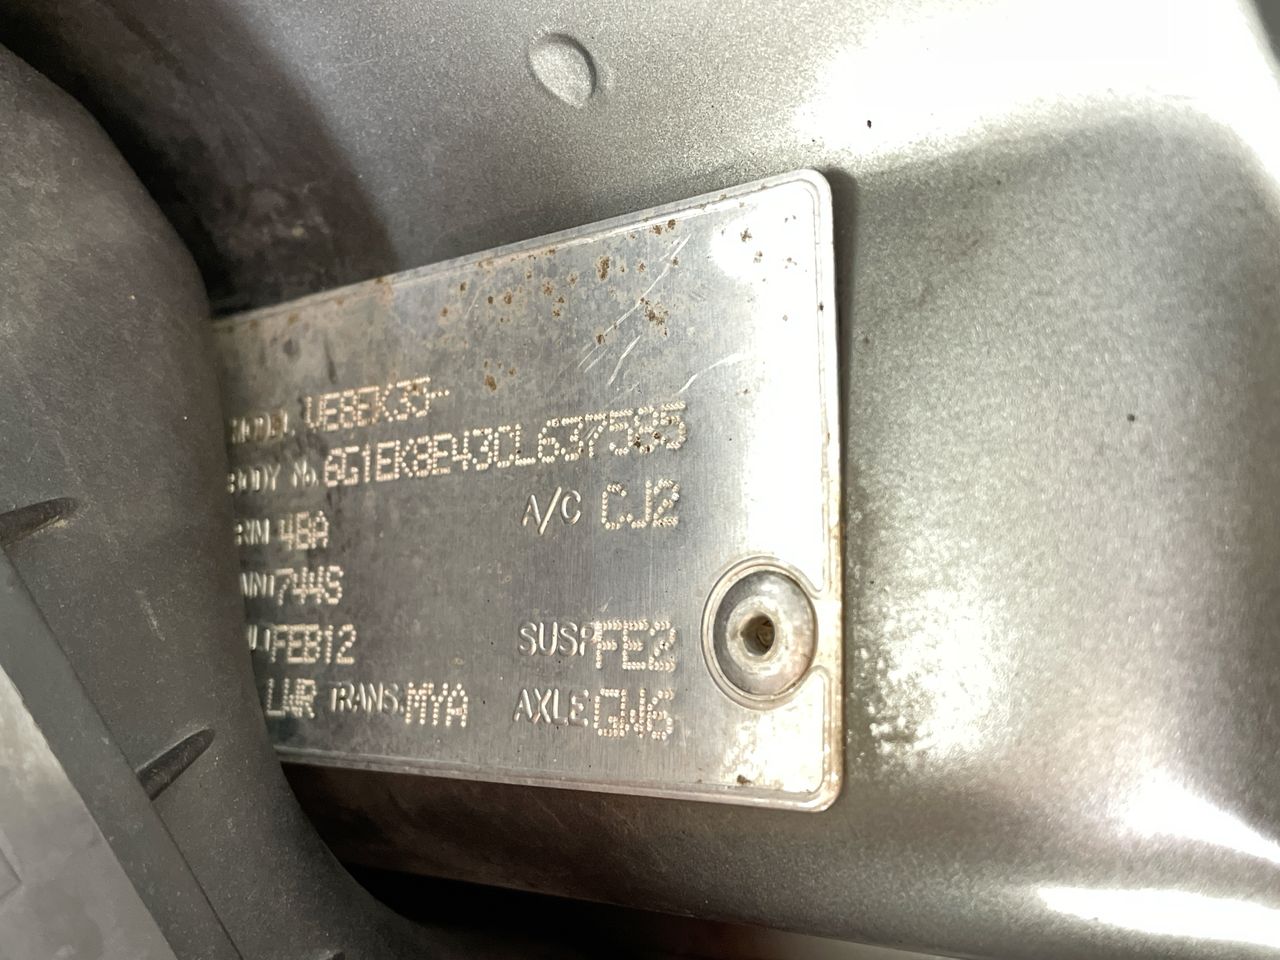 MODEL VE8EK35--
BODY No. 6G1EK8E43CL637585
TRIM 48A A/C CJ2
PAINT 744S
FEB12 SUSP FE2
LWR TRANS. MYA AXLE GW6